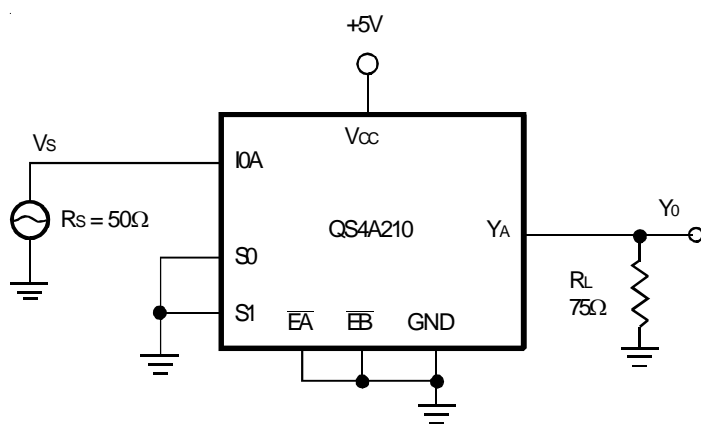 +5V
VCC
VS
I0A
RS = 50Ω
QS4A210
YA
Y0
S0
RL
75Ω
S1
EA
EB
GND